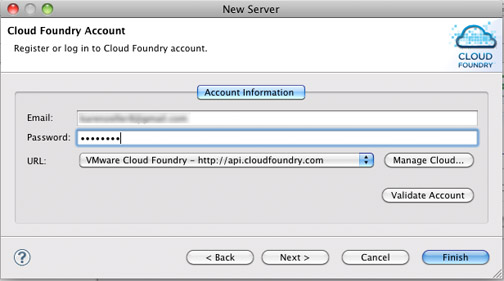 New Server
Cloud Foundry Account
Register or log in to Cloud Foundry account.
CLOUD
FOUNDRY
Account Information
Email:
Password: ••••••••
URL: VMware Cloud Foundry – http://api.cloudfoundry.com Manage Cloud...
Validate Account
? < Back Next > Cancel Finish